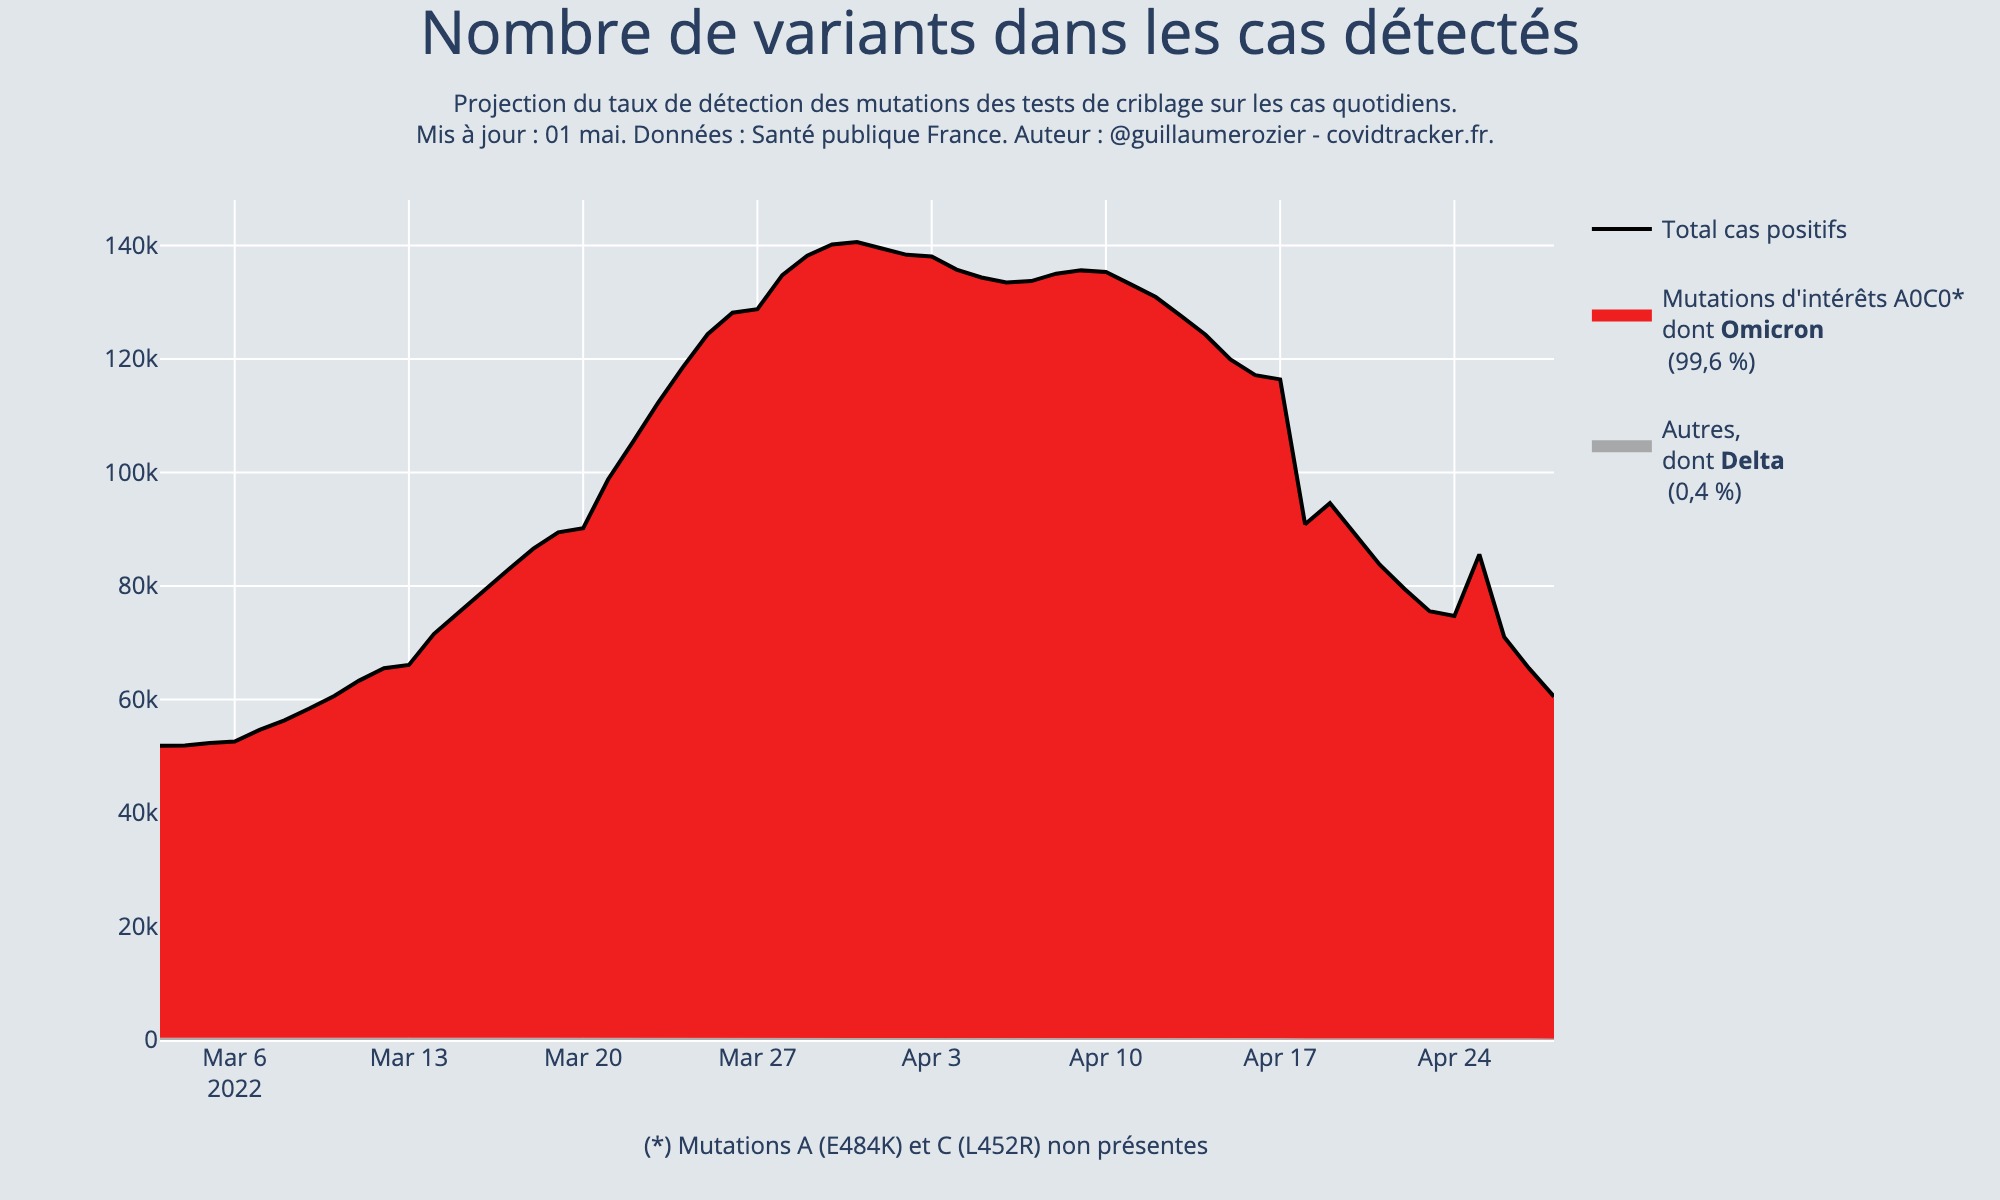 Nombre de variants dans les cas détectés
Projection du taux de détection des mutations des tests de criblage sur les cas quotidiens.
Mis à jour : 01 mai. Données : Santé publique France. Auteur : @guillaumerozier - covidtracker.fr.
140k
120k
100k
80k
60k
40k
20k
0
Mar 6
2022
Mar 13
Mar 20
Mar 27
Apr 3
Apr 10
Apr 17
Apr 24
Total cas positifs
Mutations d'intérêts A0C0*
dont Omicron
(99,6 %)
Autres,
dont Delta
(0,4 %)
(*) Mutations A (E484K) et C (L452R) non présentes